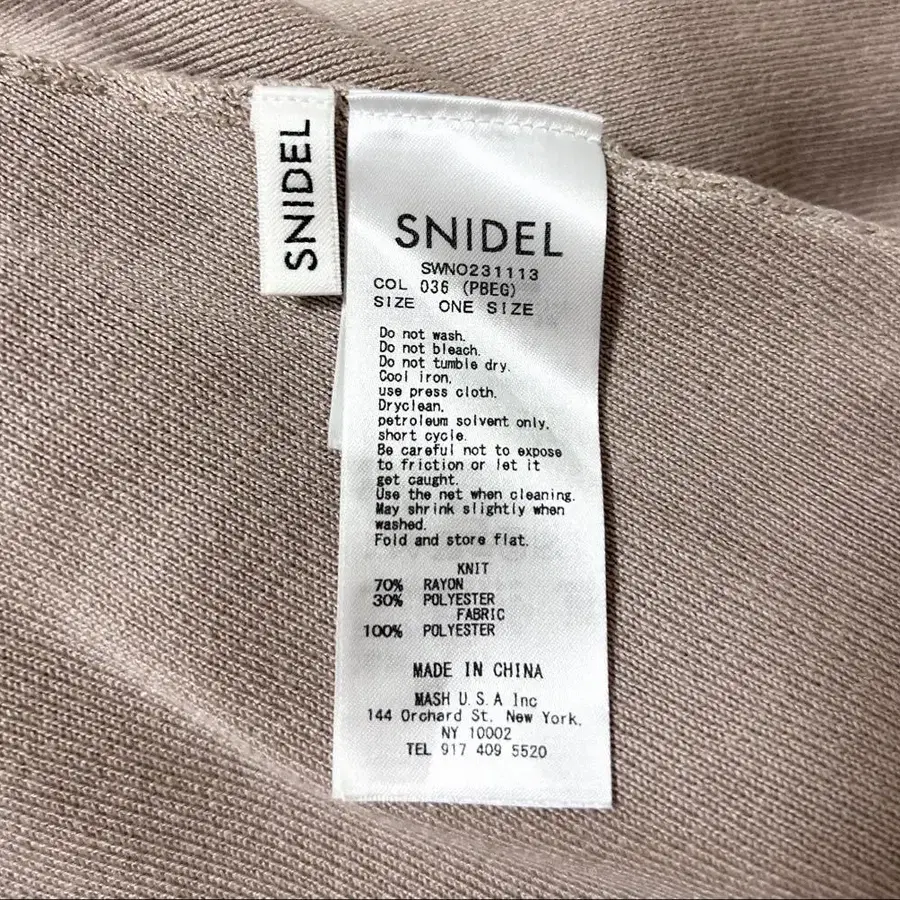 SNIDEL
SNIDEL
SWNO231113
COL 036 (PBEG)
SIZE ONE SIZE
Do not wash.
Do not bleach.
Do not tumble dry.
Cool iron,
use press cloth.
Dryclean,
petroleum solvent only,
short cycle.
Be careful not to expose
to friction or let it
get caught.
Use the net when cleaning.
May shrink slightly when
washed.
Fold and store flat.
KNIT
70% RAYON
30% POLYESTER
FABRIC
100% POLYESTER
MADE IN CHINA
MASH U.S.A Inc
144 Orchard St, New York,
NY 10002
TEL 917 409 5520